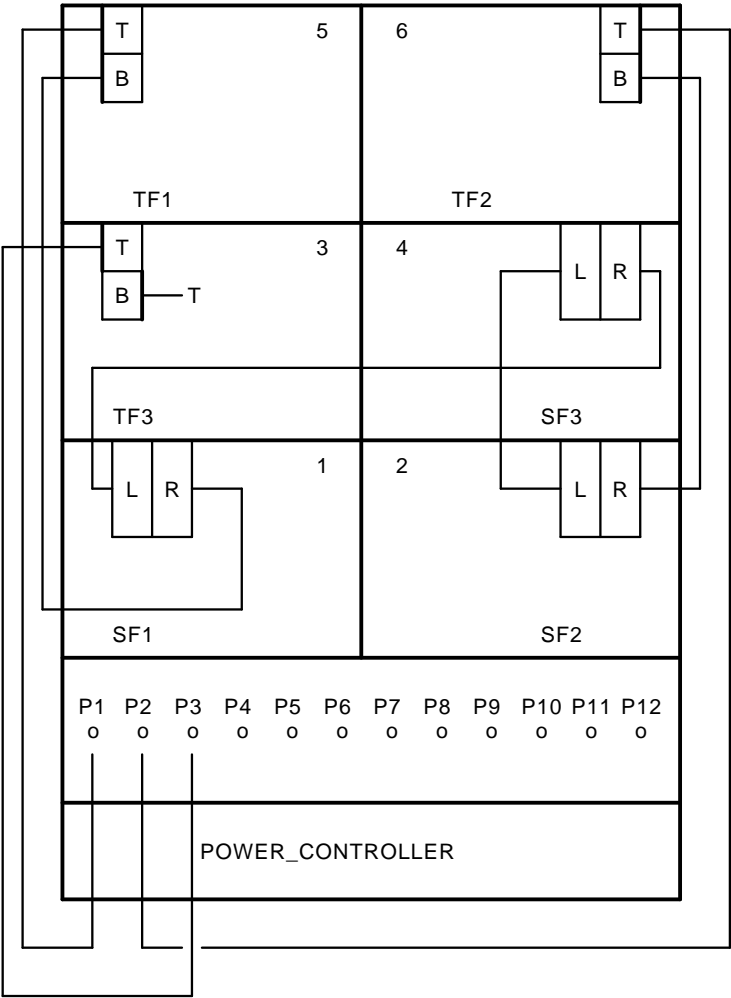 T 5 6 T
B B
TF1 TF2
T 3 4 L R
B T
TF3 SF3
1 2
L R L R
SF1 SF2
P1 P2 P3 P4 P5 P6 P7 P8 P9 P10 P11 P12
o o o o o o o o o o o o
POWER_CONTROLLER